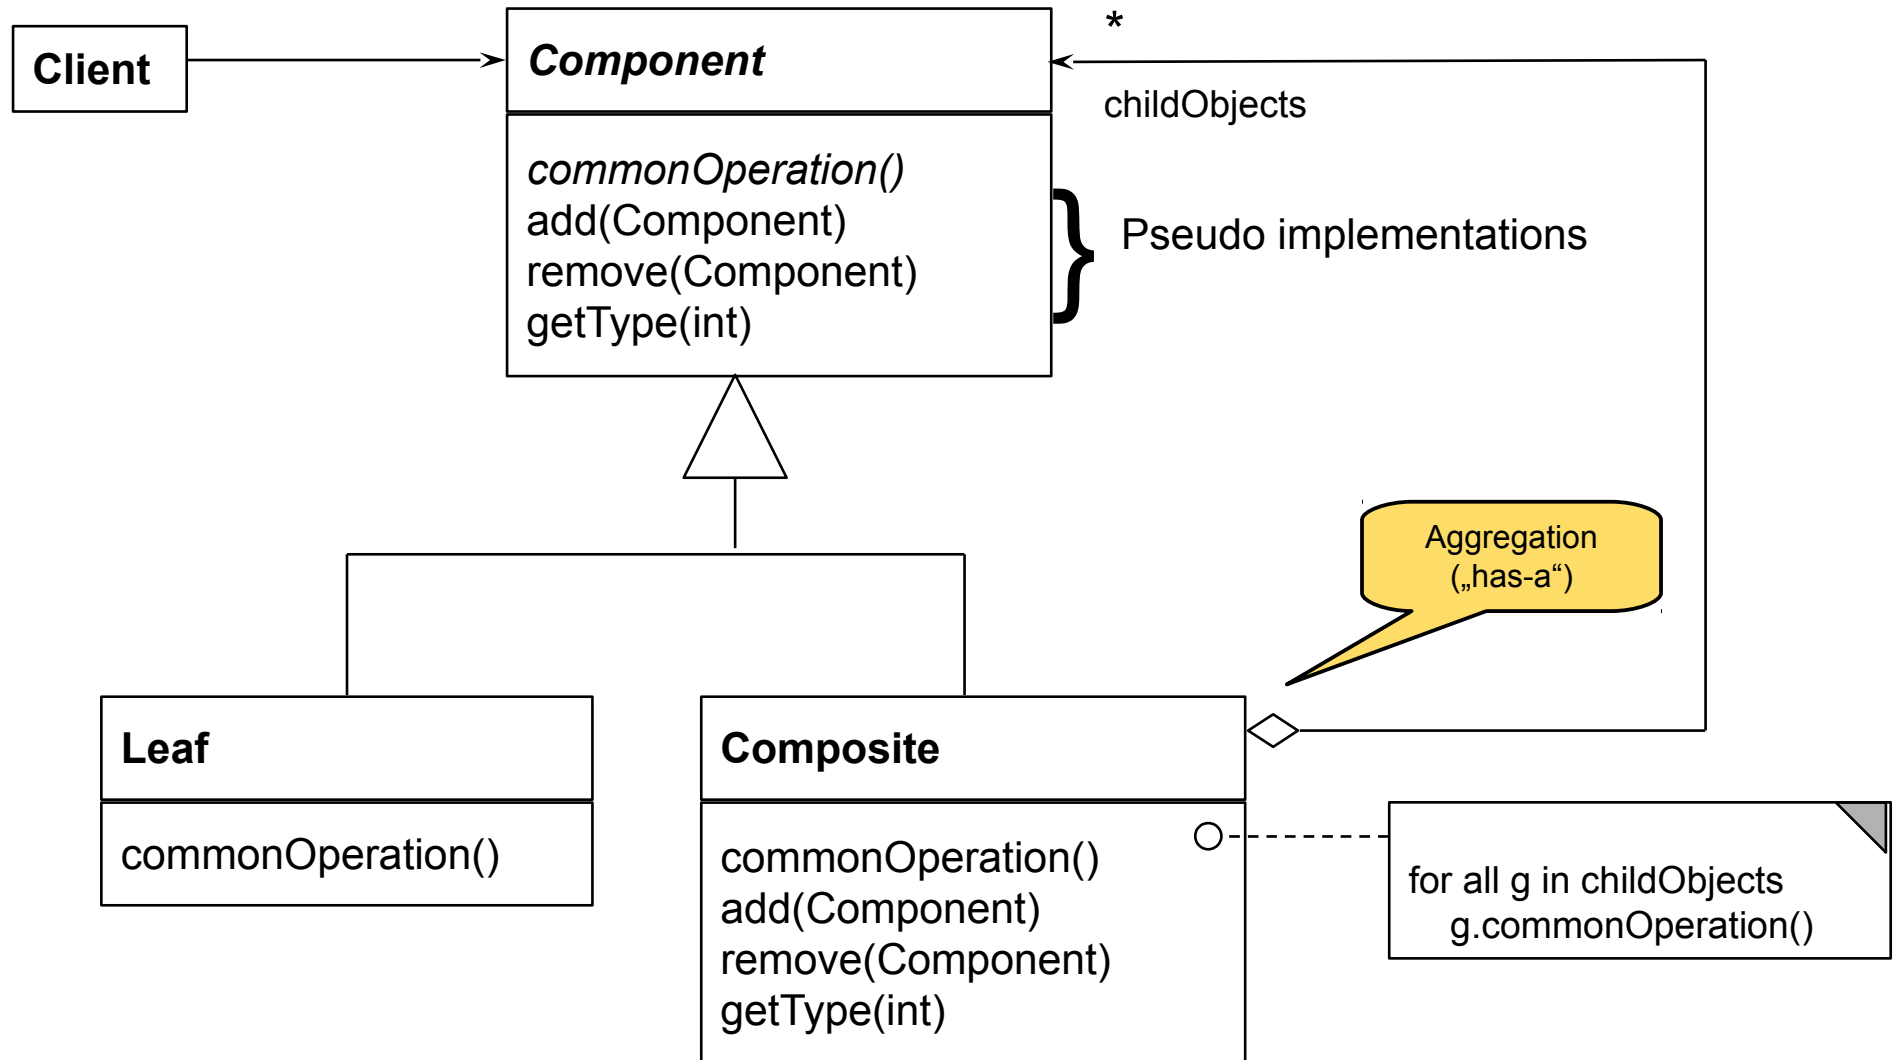 Client
Component
*
childObjects
commonOperation()
add(Component)
remove(Component)
getType(int)
}
Pseudo implementations
Aggregation
(„has-a“)
Leaf
commonOperation()
Composite
commonOperation()
add(Component)
remove(Component)
getType(int)
for all g in childObjects
g.commonOperation()